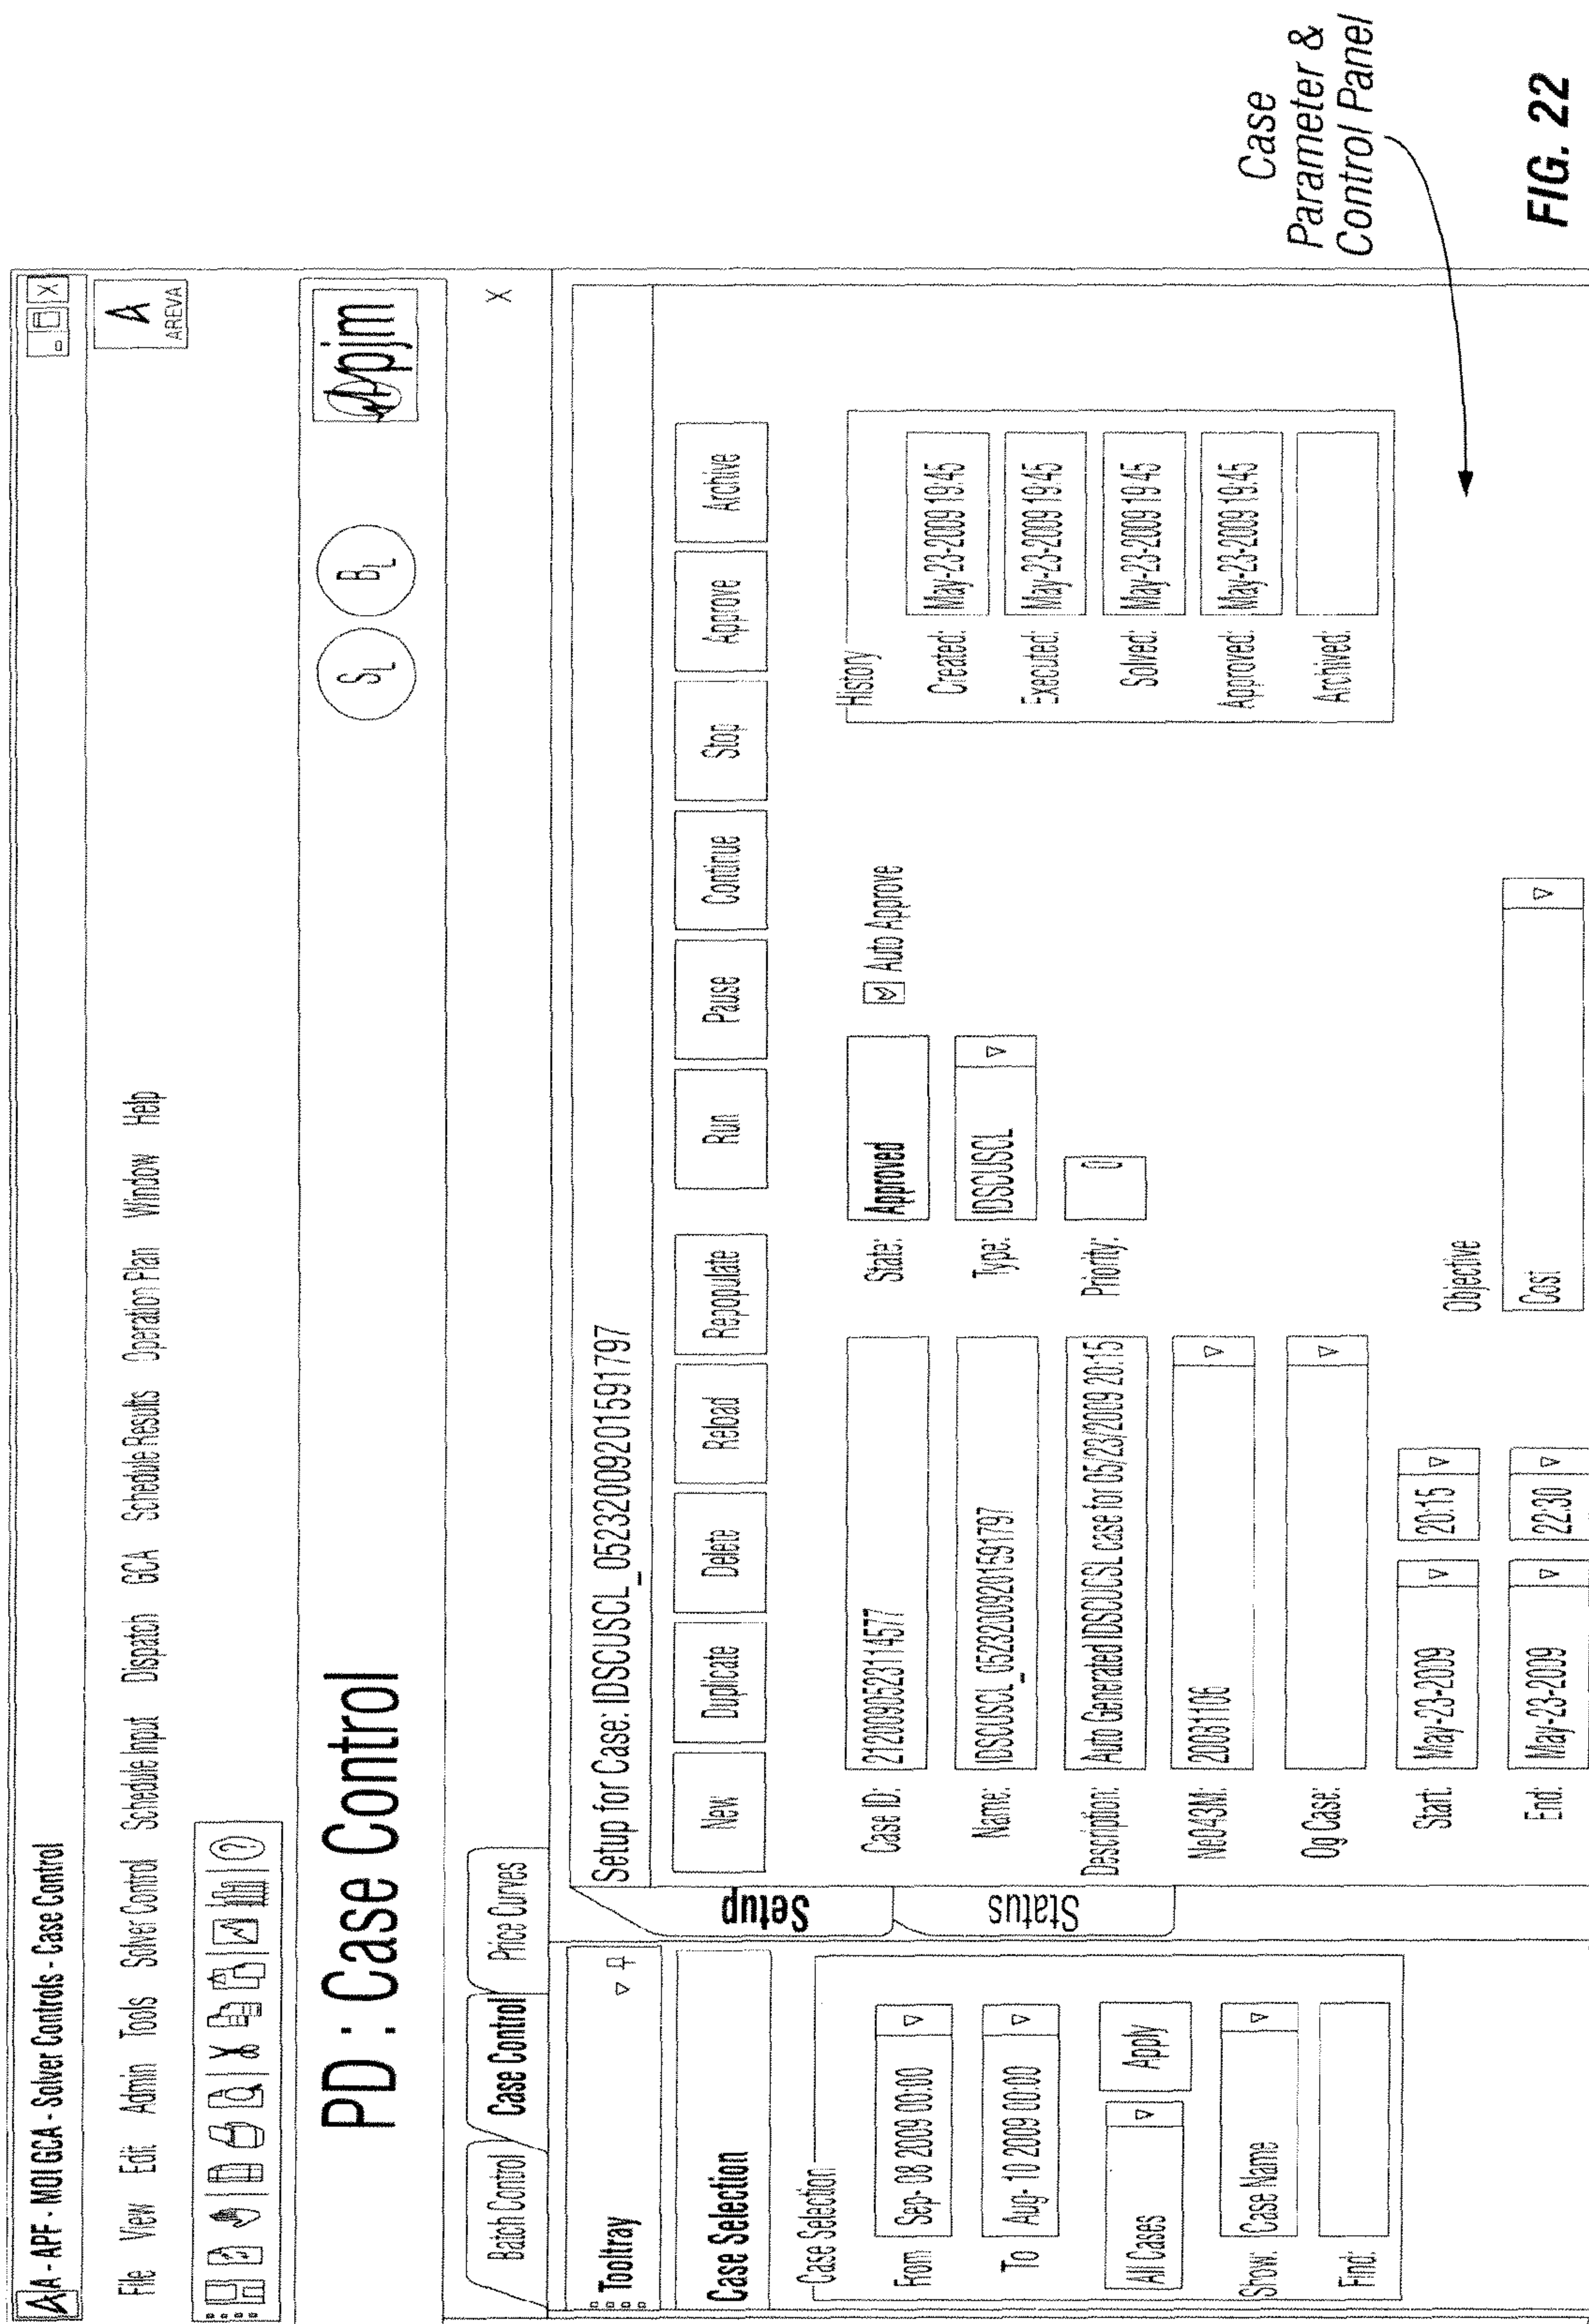 A - APF - MOI GCA - Solver Controls - Case Control
File View Edit Admin Tools Solver Control Schedule Input Dispatch GCA Schedule Results Operation Plan Window Help
A
AREVA
PD : Case Control
SL BL
pjm
Batch Control Case Control Price Curves X
Tooltray
Case Selection
Case Selection
From Sep- 08 2009 00:00
To Aug- 10 2009 00:00
All Cases Apply
Show: Case Name
Find:
Setup
Status
Setup for Case: IDSCUSCL_05232009201591797
New Duplicate Delete Reload Repopulate Run Pause Continue Stop Approve Archive
Case ID: 2120090523114577
Name: IDSCUSCL_05232009201591797
Description: Auto Generated IDSCUCSL case for 05/23/2009 20:15
Ne043M: 20081106
Og Case:
Start: May-23-2009 20:15
End: May-23-2009 22:30
State: Approved Auto Approve
Type: IDSCUSCL
Priority: 0
Objective
Cost
History
Created: May-23-2009 19:45
Executed: May-23-2009 19:45
Solved: May-23-2009 19:45
Approved: May-23-2009 19:45
Archived:
Case
Parameter &
Control Panel
FIG. 22